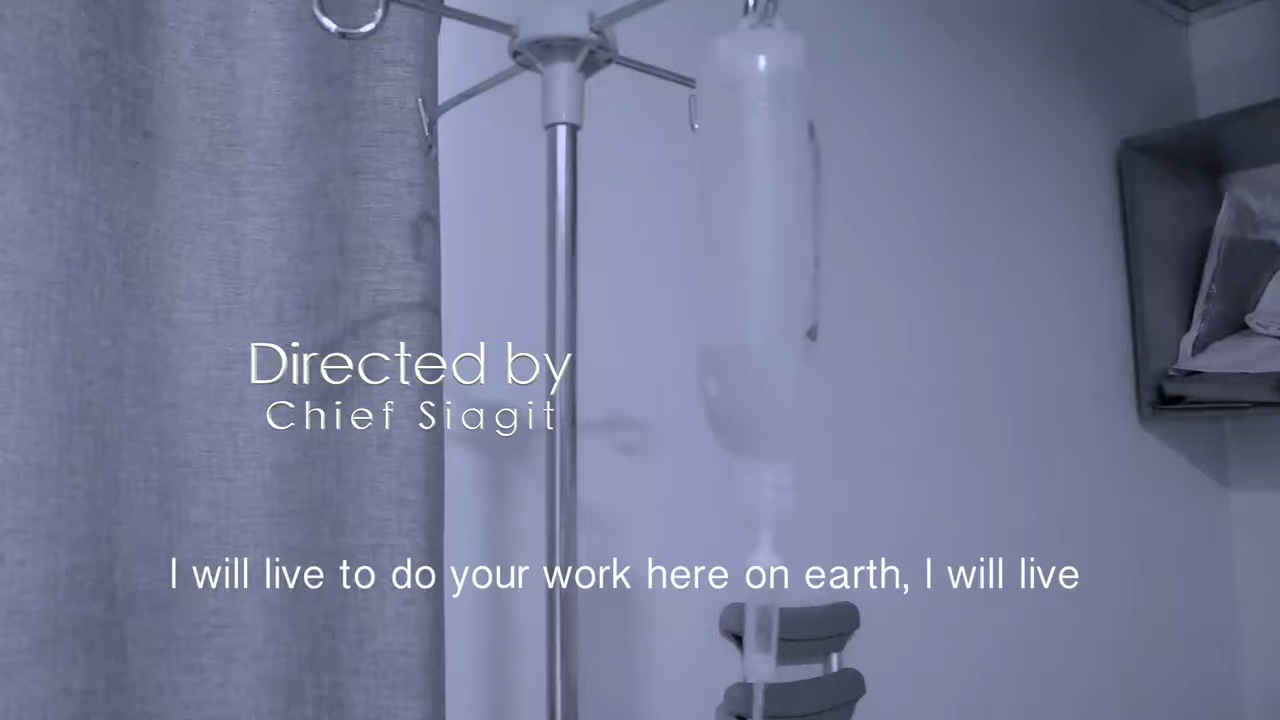 Directed by
Chief Siagit
I will live to do your work here on earth, I will live